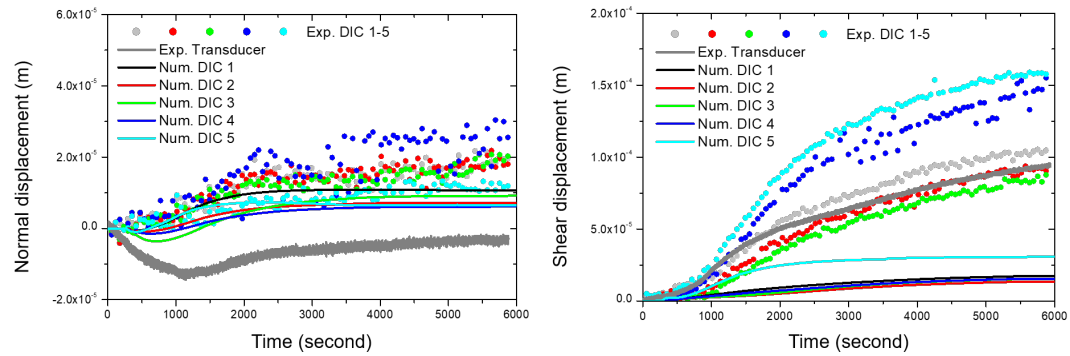 6.0x10-5
4.0x10-5
2.0x10-5
0.0
-2.0x10-5
Normal displacement (m)
Exp. DIC 1-5
Exp. Transducer
Num. DIC 1
Num. DIC 2
Num. DIC 3
Num. DIC 4
Num. DIC 5
0 1000 2000 3000 4000 5000 6000
Time (second)
2.0x10-4
1.5x10-4
1.0x10-4
5.0x10-5
0.0
Shear displacement (m)
Exp. DIC 1-5
Exp. Transducer
Num. DIC 1
Num. DIC 2
Num. DIC 3
Num. DIC 4
Num. DIC 5
0 1000 2000 3000 4000 5000 6000
Time (second)